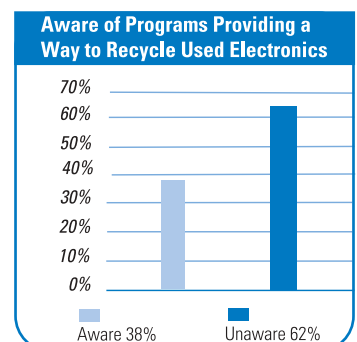 Aware of Programs Providing a
Way to Recycle Used Electronics
70%
60%
50%
40%
30%
20%
10%
0%
Aware 38%
Unaware 62%